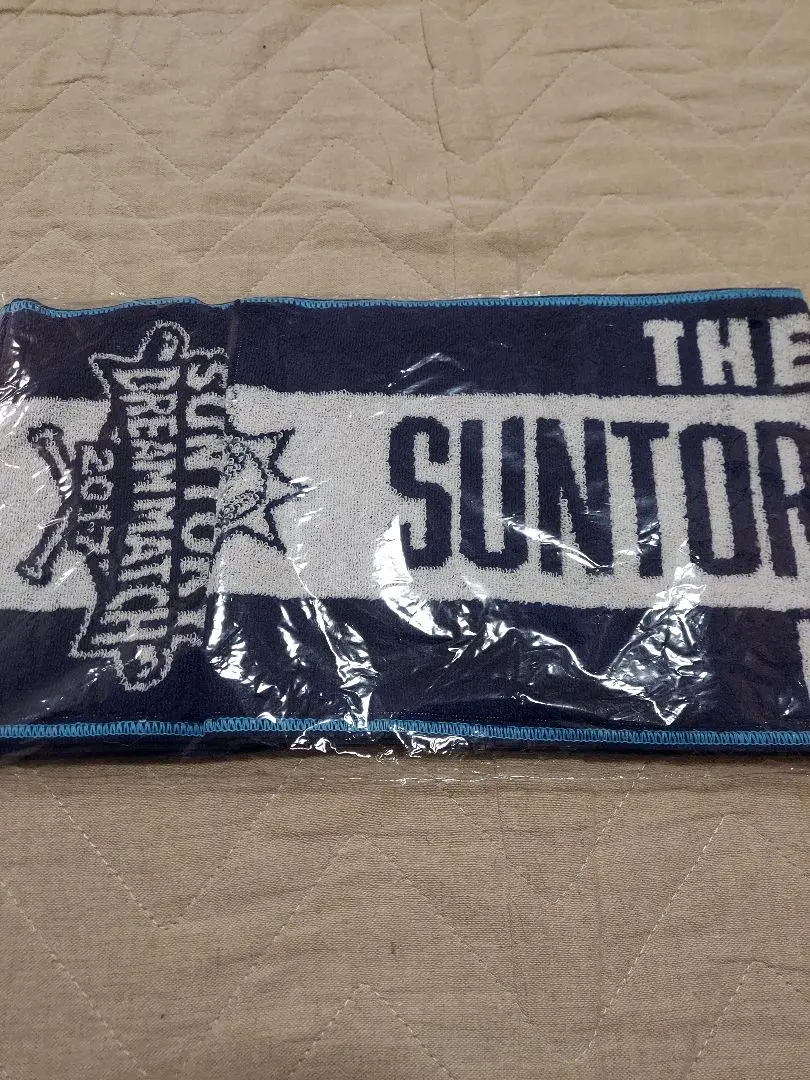 SUNTORY
DREAMMATCH
2017
THE
SUNTOR